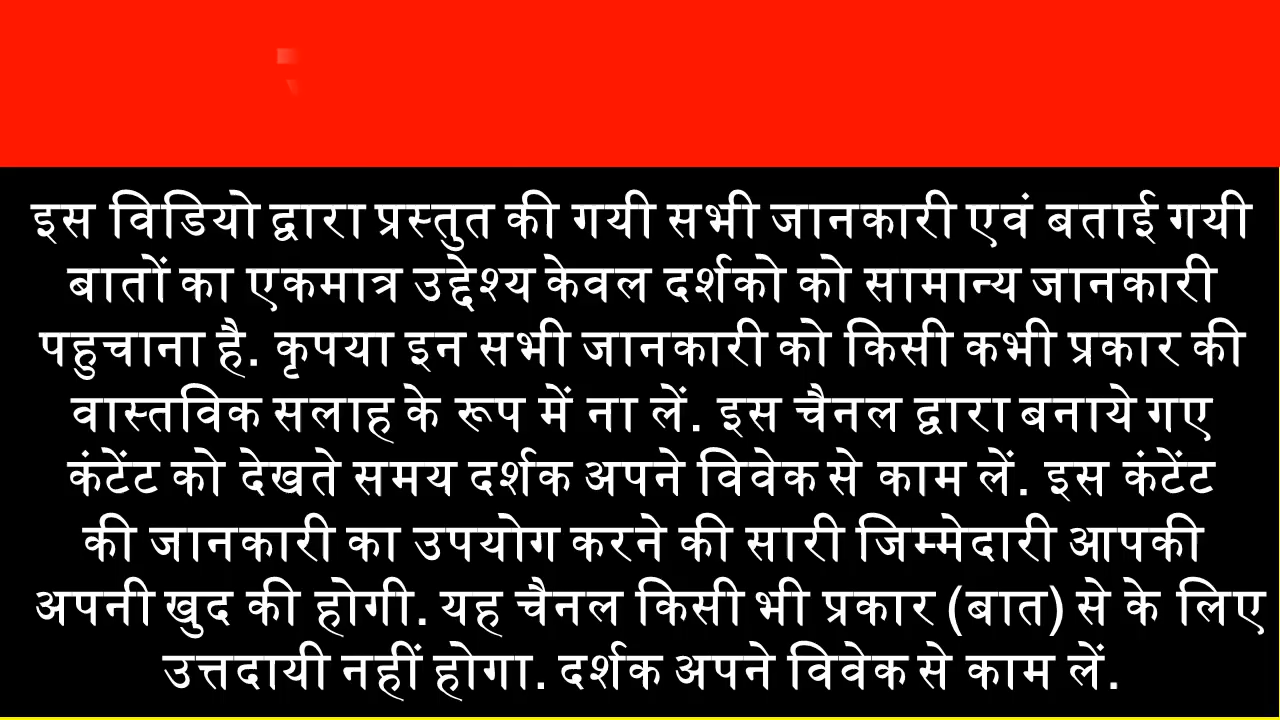 इस विडियो द्वारा प्रस्तुत की गयी सभी जानकारी एवं बताई गयी
बातों का एकमात्र उद्देश्य केवल दर्शको को सामान्य जानकारी
पहुचाना है. कृपया इन सभी जानकारी को किसी कभी प्रकार की
वास्तविक सलाह के रूप में ना लें. इस चैनल द्वारा बनाये गए
कंटेंट को देखते समय दर्शक अपने विवेक से काम लें. इस कंटेंट
की जानकारी का उपयोग करने की सारी जिम्मेदारी आपकी
अपनी खुद की होगी. यह चैनल किसी भी प्रकार (बात) से के लिए
उत्तदायी नहीं होगा. दर्शक अपने विवेक से काम लें.